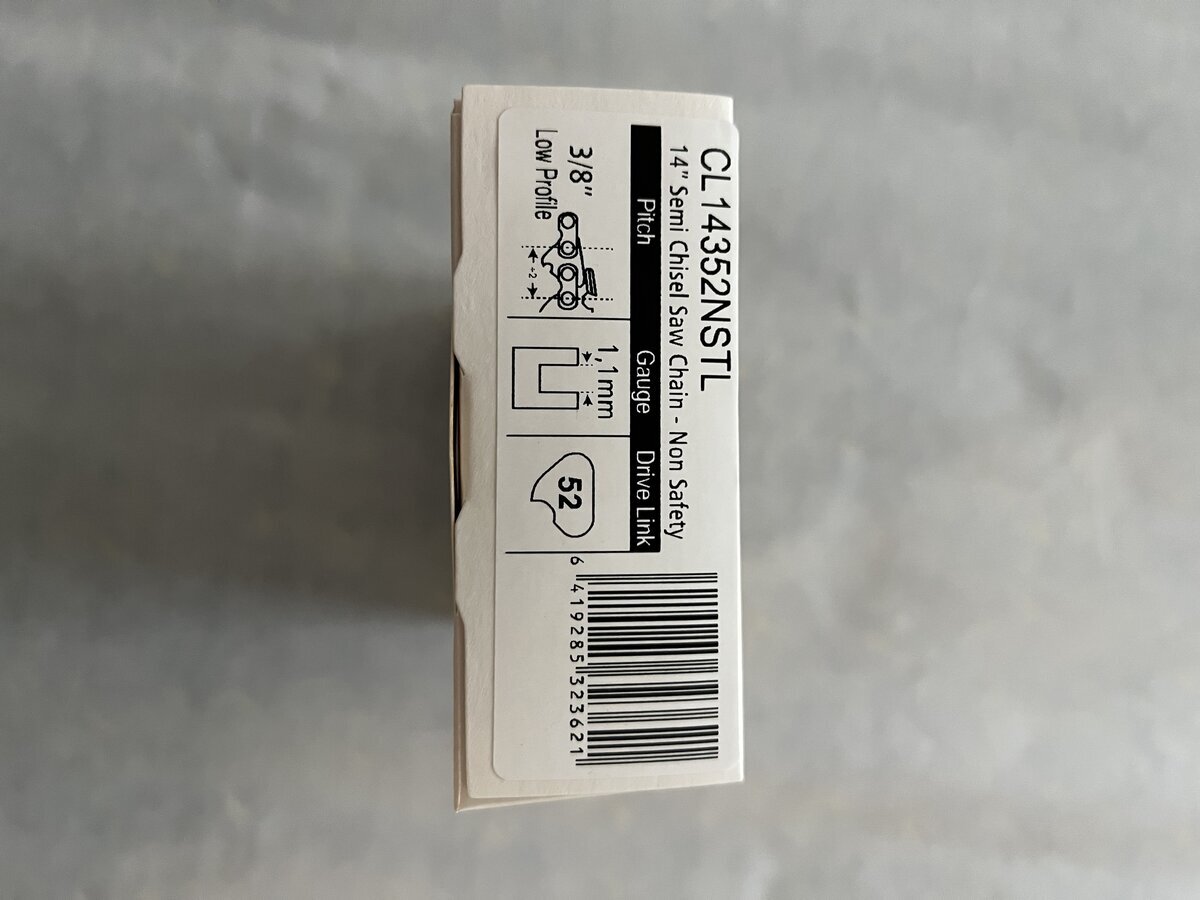 CL14352NSTL
14" Semi Chisel Saw Chain - Non Safety
Pitch Gauge Drive Link
3/8"
Low Profile
÷2
1,1mm
52
6 419285 323621